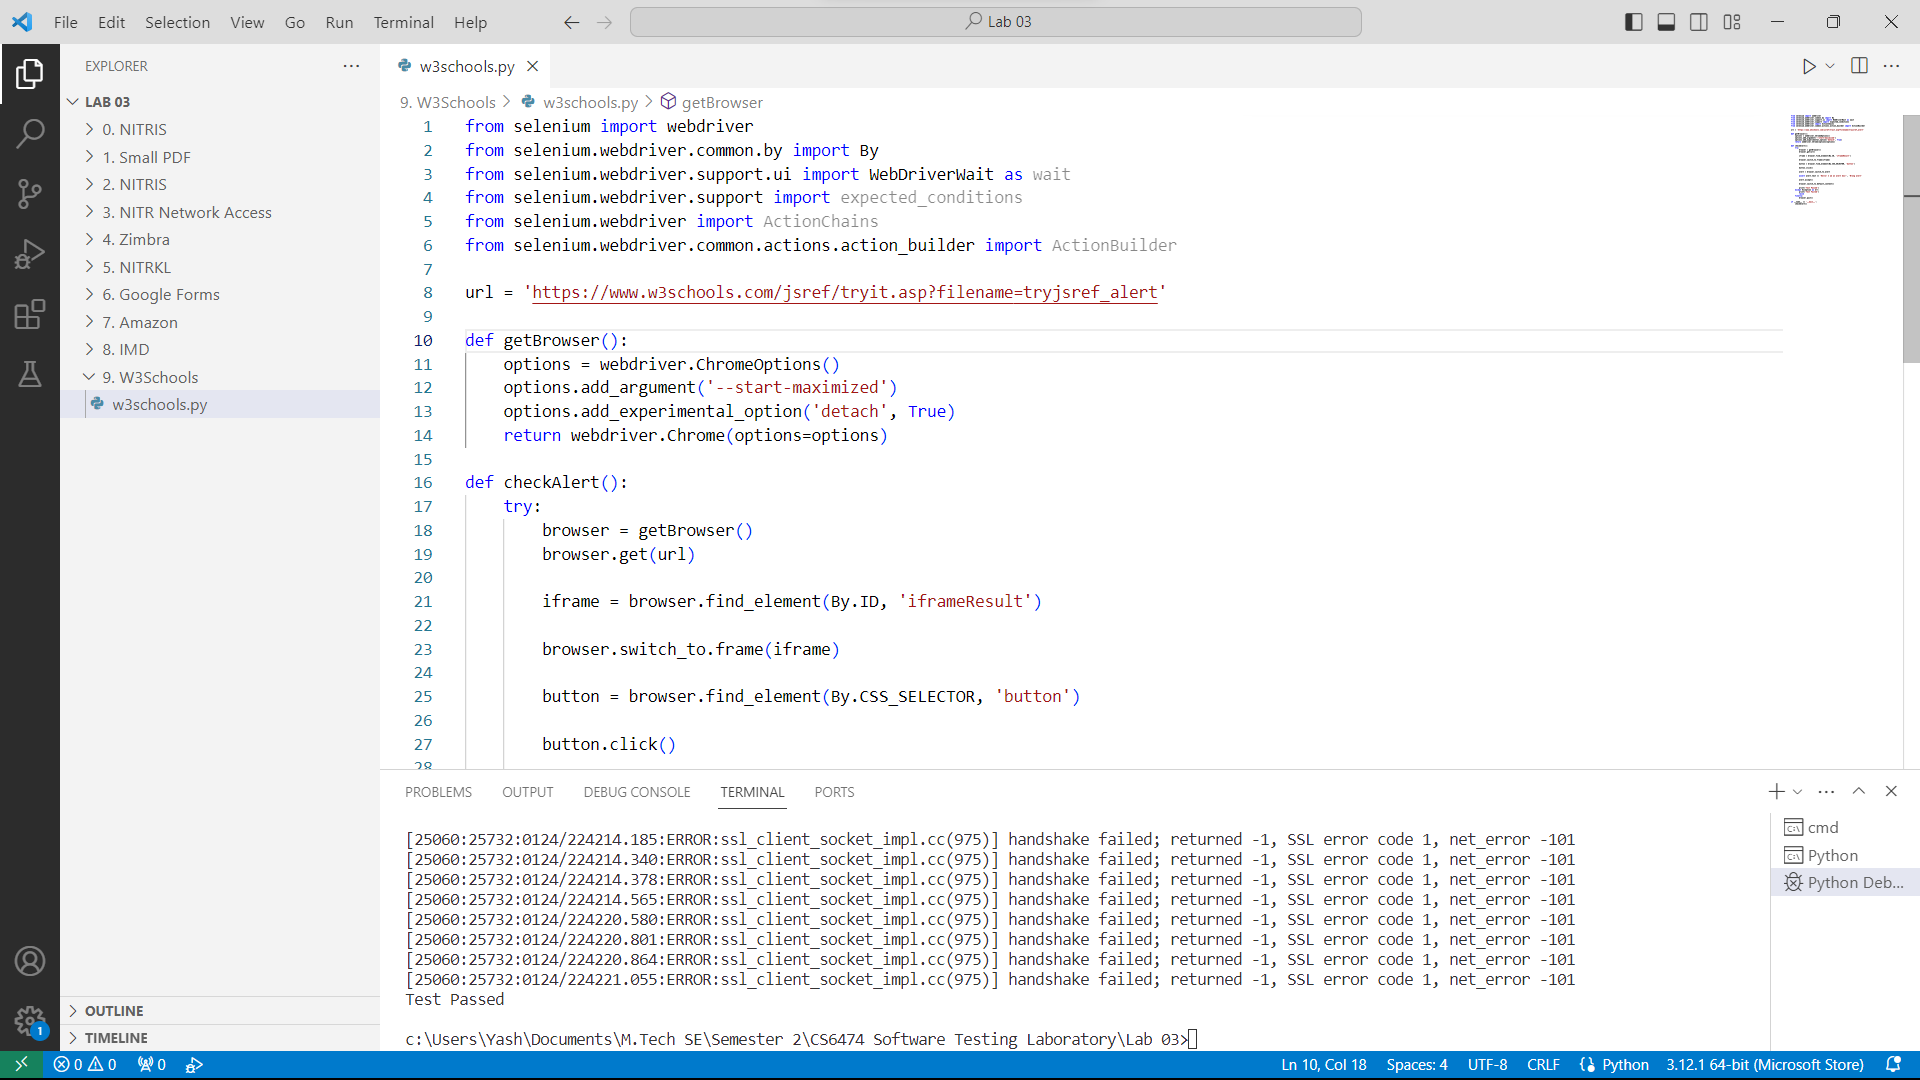 File Edit Selection View Go Run Terminal Help
Lab 03
EXPLORER
LAB 03
0. NITRIS
1. Small PDF
2. NITRIS
3. NITR Network Access
4. Zimbra
5. NITRKL
6. Google Forms
7. Amazon
8. IMD
9. W3Schools
w3schools.py
OUTLINE
TIMELINE
1
w3schools.py
9. W3Schools > w3schools.py > getBrowser
1 from selenium import webdriver
2 from selenium.webdriver.common.by import By
3 from selenium.webdriver.support.ui import WebDriverWait as wait
4 from selenium.webdriver.support import expected_conditions
5 from selenium.webdriver import ActionChains
6 from selenium.webdriver.common.actions.action_builder import ActionBuilder
7
8 url = 'https://www.w3schools.com/jsref/tryit.asp?filename=tryjsref_alert'
9
10 def getBrowser():
11 options = webdriver.ChromeOptions()
12 options.add_argument('--start-maximized')
13 options.add_experimental_option('detach', True)
14 return webdriver.Chrome(options=options)
15
16 def checkAlert():
17 try:
18 browser = getBrowser()
19 browser.get(url)
20
21 iframe = browser.find_element(By.ID, 'iframeResult')
22
23 browser.switch_to.frame(iframe)
24
25 button = browser.find_element(By.CSS_SELECTOR, 'button')
26
27 button.click()
28
PROBLEMS OUTPUT DEBUG CONSOLE TERMINAL PORTS
[25060:25732:0124/224214.185:ERROR:ssl_client_socket_impl.cc(975)] handshake failed; returned -1, SSL error code 1, net_error -101
[25060:25732:0124/224214.340:ERROR:ssl_client_socket_impl.cc(975)] handshake failed; returned -1, SSL error code 1, net_error -101
[25060:25732:0124/224214.378:ERROR:ssl_client_socket_impl.cc(975)] handshake failed; returned -1, SSL error code 1, net_error -101
[25060:25732:0124/224214.565:ERROR:ssl_client_socket_impl.cc(975)] handshake failed; returned -1, SSL error code 1, net_error -101
[25060:25732:0124/224220.580:ERROR:ssl_client_socket_impl.cc(975)] handshake failed; returned -1, SSL error code 1, net_error -101
[25060:25732:0124/224220.801:ERROR:ssl_client_socket_impl.cc(975)] handshake failed; returned -1, SSL error code 1, net_error -101
[25060:25732:0124/224220.864:ERROR:ssl_client_socket_impl.cc(975)] handshake failed; returned -1, SSL error code 1, net_error -101
[25060:25732:0124/224221.055:ERROR:ssl_client_socket_impl.cc(975)] handshake failed; returned -1, SSL error code 1, net_error -101
Test Passed
c:\Users\Yash\Documents\M.Tech SE\Semester 2\CS6474 Software Testing Laboratory\Lab 03>
cmd
Python
Python Deb...
0 0 0 Ln 10, Col 18 Spaces: 4 UTF-8 CRLF {} Python 3.12.1 64-bit (Microsoft Store)